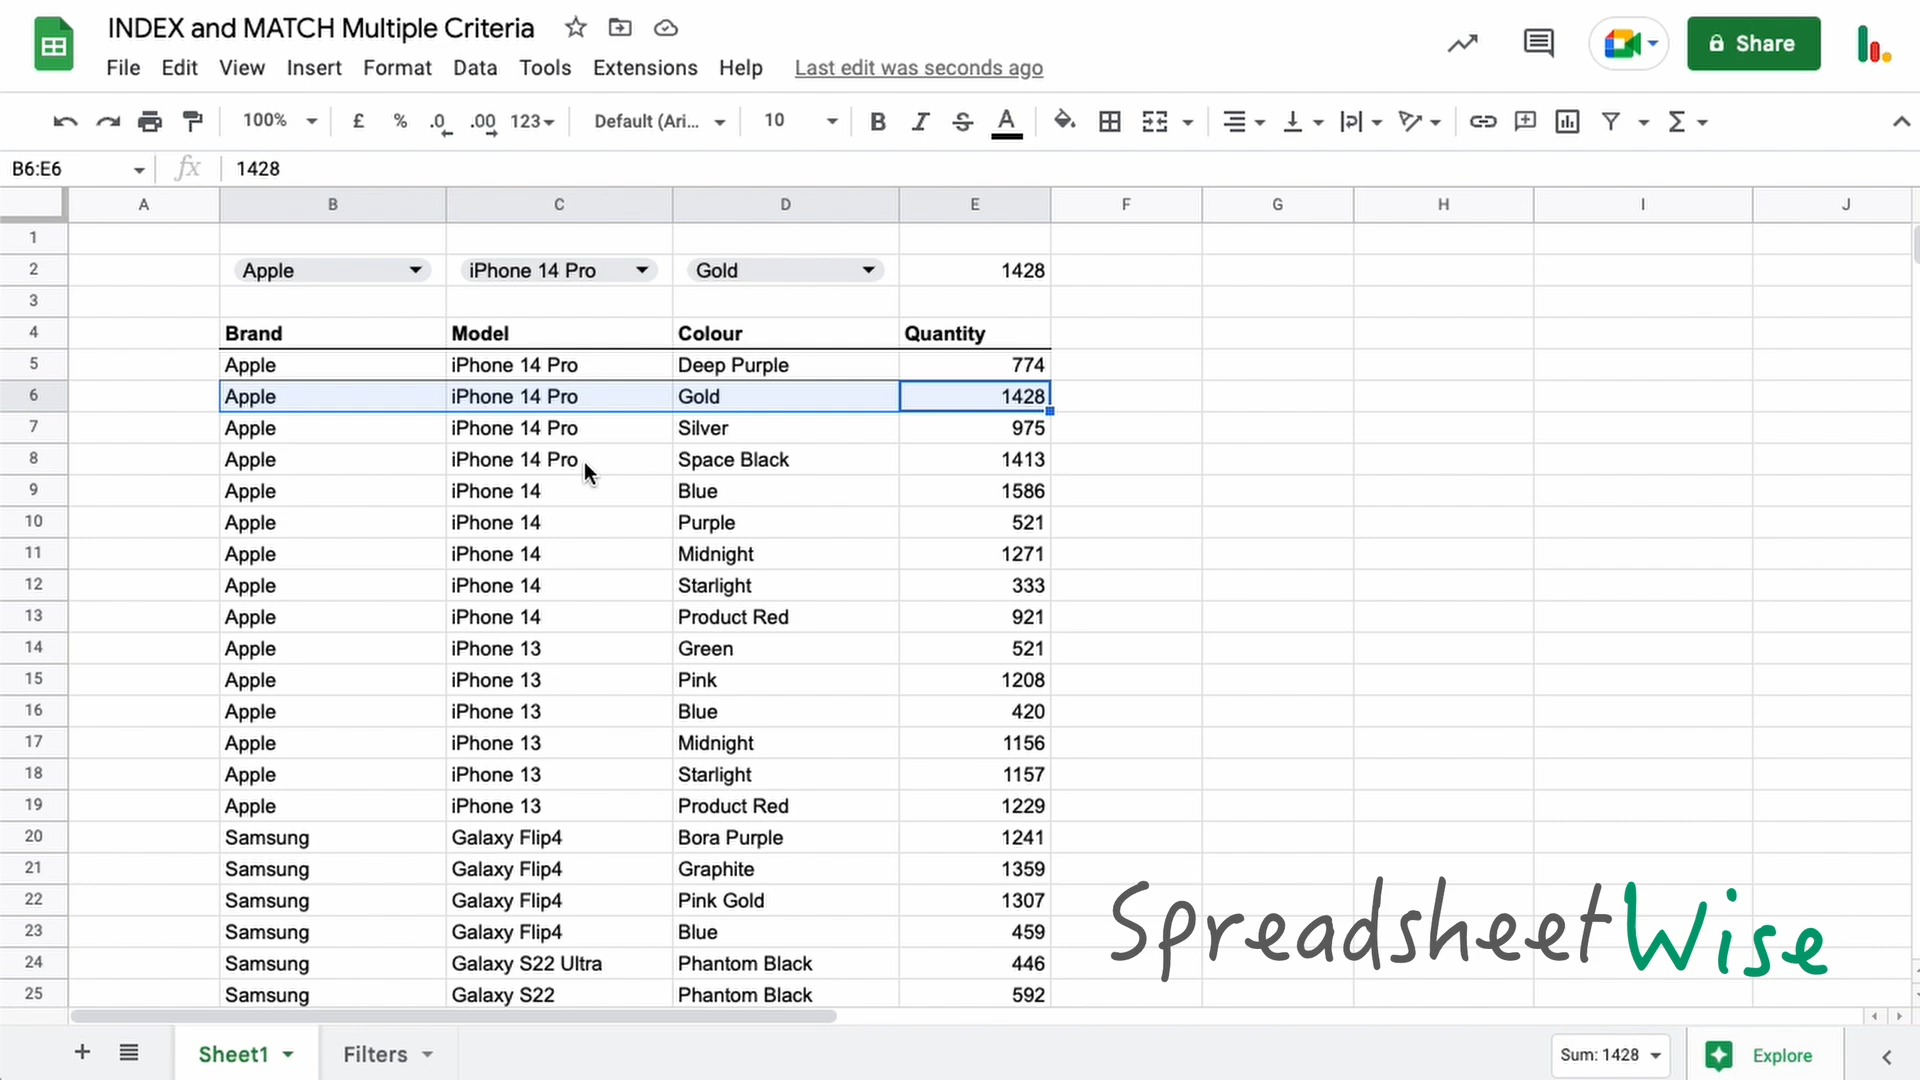 INDEX and MATCH Multiple Criteria
File Edit View Insert Format Data Tools Extensions Help Last edit was seconds ago
Share
100% £ % .0 .00 123 Default (Ari... 10 B I S A Σ
B6:E6 fx 1428
A B C D E F G H I J
1
2 Apple iPhone 14 Pro Gold 1428
3
4 Brand Model Colour Quantity
5 Apple iPhone 14 Pro Deep Purple 774
6 Apple iPhone 14 Pro Gold 1428
7 Apple iPhone 14 Pro Silver 975
8 Apple iPhone 14 Pro Space Black 1413
9 Apple iPhone 14 Blue 1586
10 Apple iPhone 14 Purple 521
11 Apple iPhone 14 Midnight 1271
12 Apple iPhone 14 Starlight 333
13 Apple iPhone 14 Product Red 921
14 Apple iPhone 13 Green 521
15 Apple iPhone 13 Pink 1208
16 Apple iPhone 13 Blue 420
17 Apple iPhone 13 Midnight 1156
18 Apple iPhone 13 Starlight 1157
19 Apple iPhone 13 Product Red 1229
20 Samsung Galaxy Flip4 Bora Purple 1241
21 Samsung Galaxy Flip4 Graphite 1359
22 Samsung Galaxy Flip4 Pink Gold 1307
23 Samsung Galaxy Flip4 Blue 459
24 Samsung Galaxy S22 Ultra Phantom Black 446
25 Samsung Galaxy S22 Phantom Black 592
SpreadsheetWise
Sheet1 Filters Sum: 1428 Explore